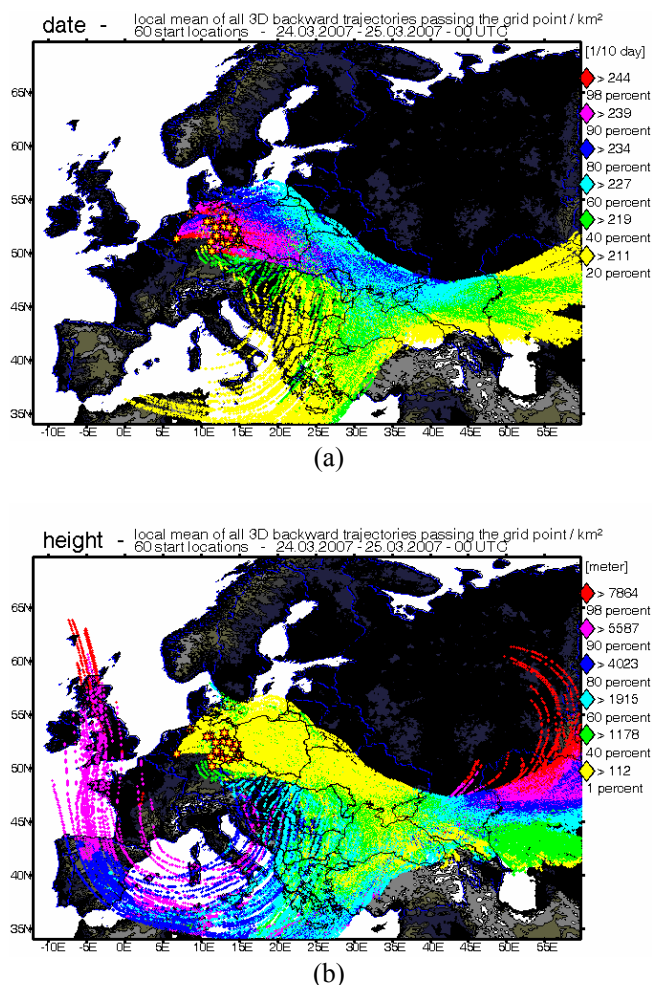 date - local mean of all 3D backward trajectories passing the grid point / km²
60 start locations - 24.03.2007 - 25.03.2007 - 00 UTC
[1/10 day]
> 244
98 percent
> 239
90 percent
> 234
80 percent
> 227
60 percent
> 219
40 percent
> 211
20 percent
65N
60N
55N
50N
45N
40N
35N
-10E -5E 0E 5E 10E 15E 20E 25E 30E 35E 40E 45E 50E 55E
(a)
height - local mean of all 3D backward trajectories passing the grid point / km²
60 start locations - 24.03.2007 - 25.03.2007 - 00 UTC
[meter]
> 7864
98 percent
> 5587
90 percent
> 4023
80 percent
> 1915
60 percent
> 1178
40 percent
> 112
1 percent
65N
60N
55N
50N
45N
40N
35N
-10E -5E 0E 5E 10E 15E 20E 25E 30E 35E 40E 45E 50E 55E
(b)